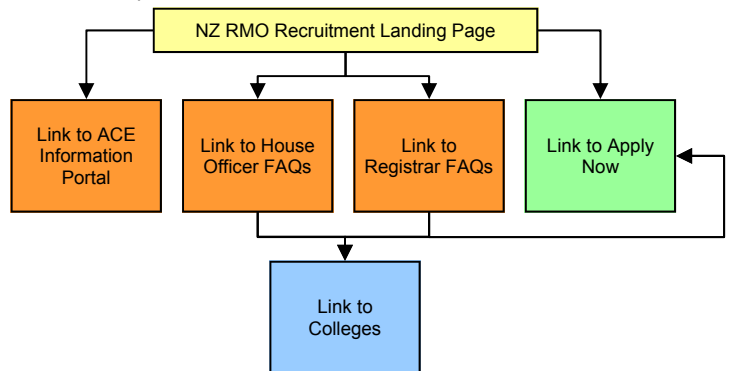 NZ RMO Recruitment Landing Page
Link to ACE
Information
Portal
Link to House
Officer FAQs
Link to
Registrar FAQs
Link to Apply
Now
Link to
Colleges